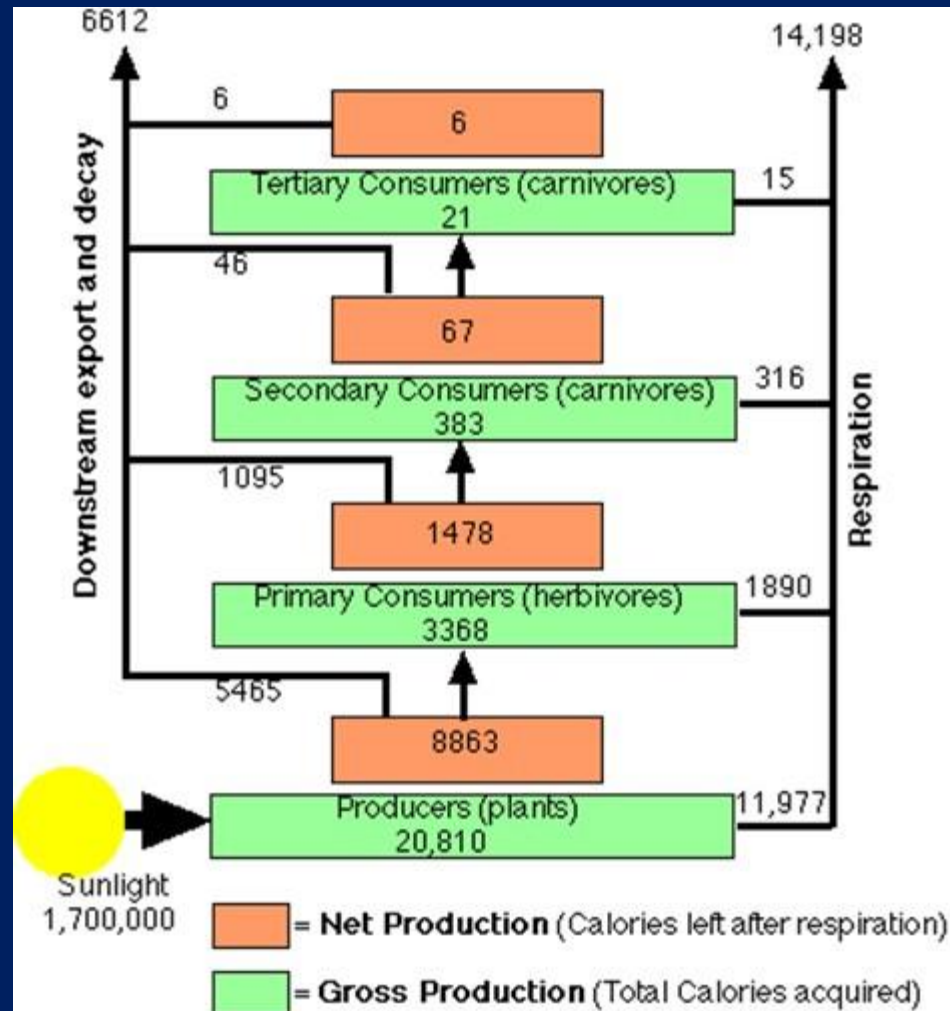 6612
14,198
6
6
Tertiary Consumers (carnivores)
21
15
46
67
Secondary Consumers (carnivores)
383
316
1095
1478
Primary Consumers (herbivores)
3368
1890
5465
8863
Producers (plants)
20,810
11,977
Downstream export and decay
Respiration
Sunlight
1,700,000
= Net Production (Calories left after respiration)
= Gross Production (Total Calories acquired)